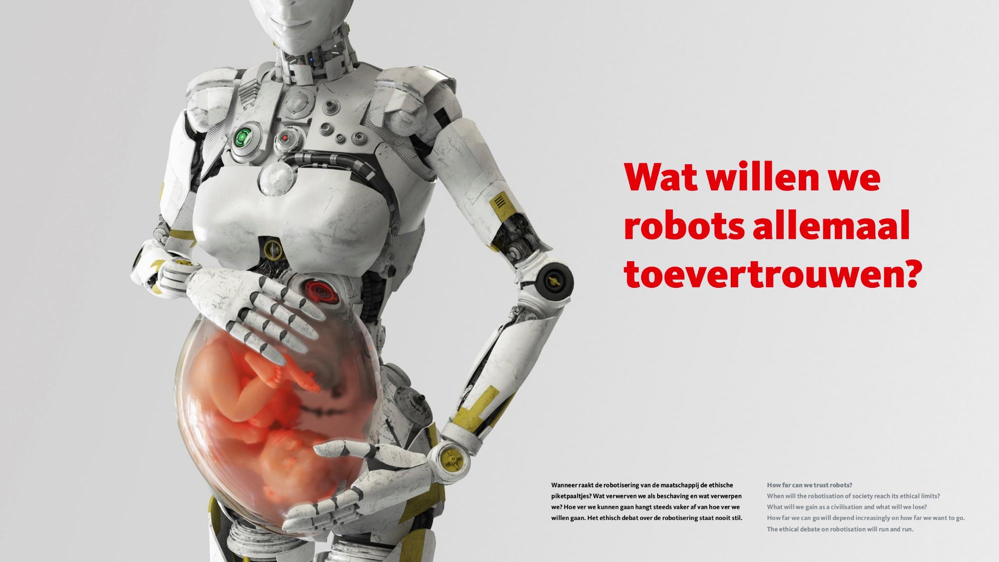 Wat willen we
robots allemaal
toevertrouwen?
Wanneer raakt de robotisering van de maatschappij de ethische
piketpaaltjes? Wat verwerven we als beschaving en wat verwerpen
we? Hoe ver we kunnen gaan hangt steeds vaker af van hoe ver we
willen gaan. Het ethisch debat over de robotisering staat nooit stil.
How far can we trust robots?
When will the robotisation of society reach its ethical limits?
What will we gain as a civilisation and what will we lose?
How far we can go will depend increasingly on how far we want to go.
The ethical debate on robotisation will run and run.